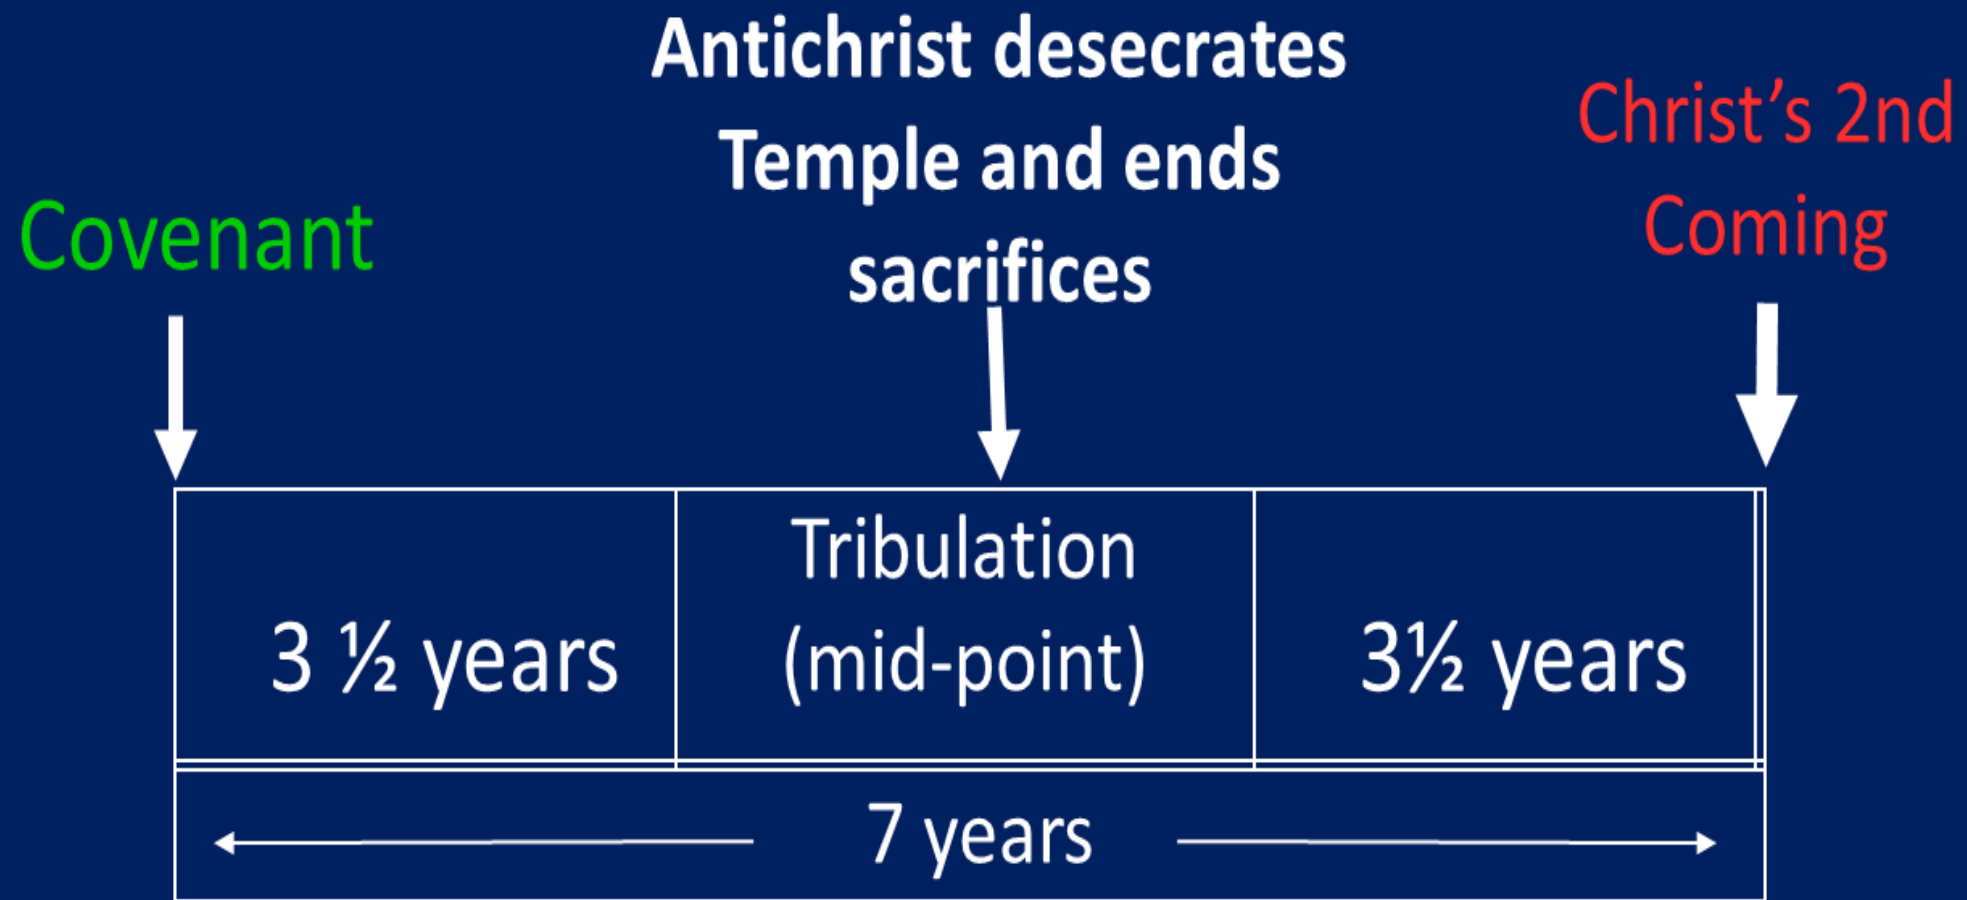 Antichrist desecrates
Temple and ends
sacrifices
Christ’s 2nd
Coming
Covenant
3 ½ years
Tribulation
(mid-point)
3½ years
7 years